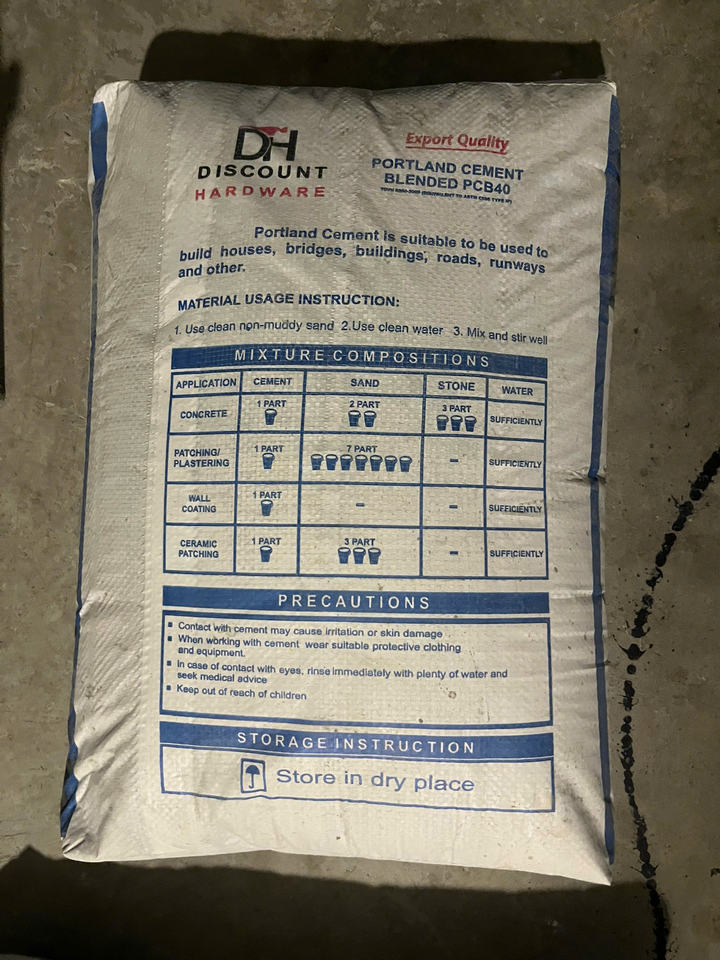 DH
DISCOUNT
HARDWARE
Export Quality
PORTLAND CEMENT
BLENDED PCB40
Portland Cement is suitable to be used to
build houses, bridges, buildings, roads, runways
and other.
MATERIAL USAGE INSTRUCTION:
1. Use clean non-muddy sand 2.Use clean water 3. Mix and stir well
MIXTURE COMPOSITIONS
APPLICATION CEMENT SAND STONE WATER
CONCRETE 1 PART 2 PART 3 PART SUFFICIENTLY
PATCHING/
PLASTERING 1 PART 7 PART - SUFFICIENTLY
WALL
COATING 1 PART - - SUFFICIENTLY
CERAMIC
PATCHING 1 PART 3 PART - SUFFICIENTLY
PRECAUTIONS
Contact with cement may cause irritation or skin damage
When working with cement wear suitable protective clothing
and equipment.
In case of contact with eyes, rinse immediately with plenty of water and
seek medical advice
Keep out of reach of children
STORAGE INSTRUCTION
Store in dry place